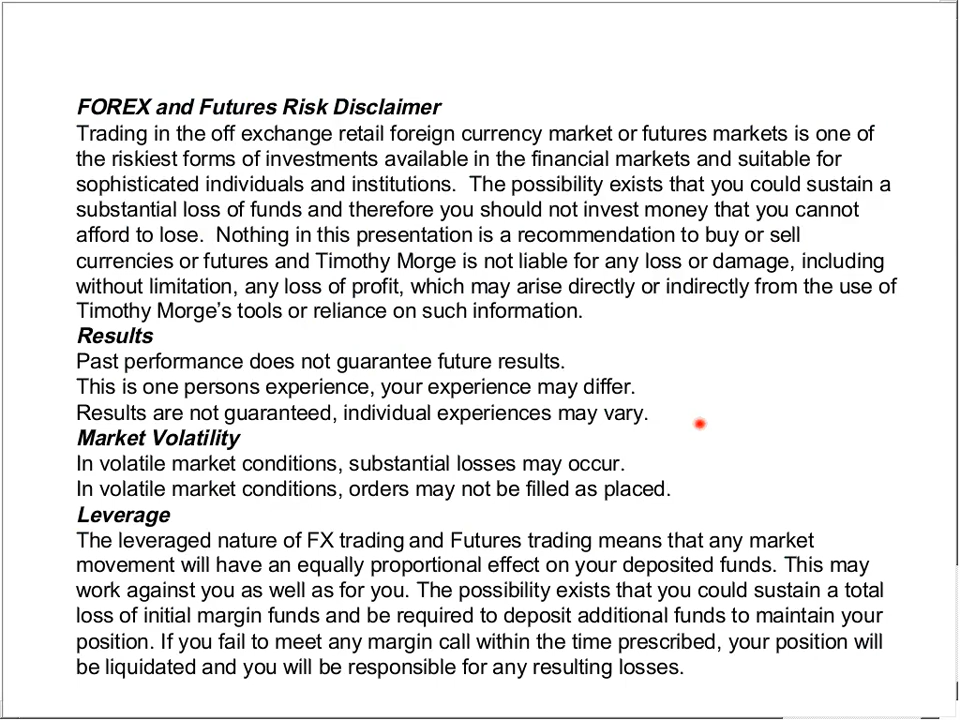 FOREX and Futures Risk Disclaimer
Trading in the off exchange retail foreign currency market or futures markets is one of
the riskiest forms of investments available in the financial markets and suitable for
sophisticated individuals and institutions.  The possibility exists that you could sustain a
substantial loss of funds and therefore you should not invest money that you cannot
afford to lose.  Nothing in this presentation is a recommendation to buy or sell
currencies or futures and Timothy Morge is not liable for any loss or damage, including
without limitation, any loss of profit, which may arise directly or indirectly from the use of
Timothy Morge’s tools or reliance on such information.
Results
Past performance does not guarantee future results.
This is one persons experience, your experience may differ.
Results are not guaranteed, individual experiences may vary.
Market Volatility
In volatile market conditions, substantial losses may occur.
In volatile market conditions, orders may not be filled as placed.
Leverage
The leveraged nature of FX trading and Futures trading means that any market
movement will have an equally proportional effect on your deposited funds. This may
work against you as well as for you. The possibility exists that you could sustain a total
loss of initial margin funds and be required to deposit additional funds to maintain your
position. If you fail to meet any margin call within the time prescribed, your position will
be liquidated and you will be responsible for any resulting losses.